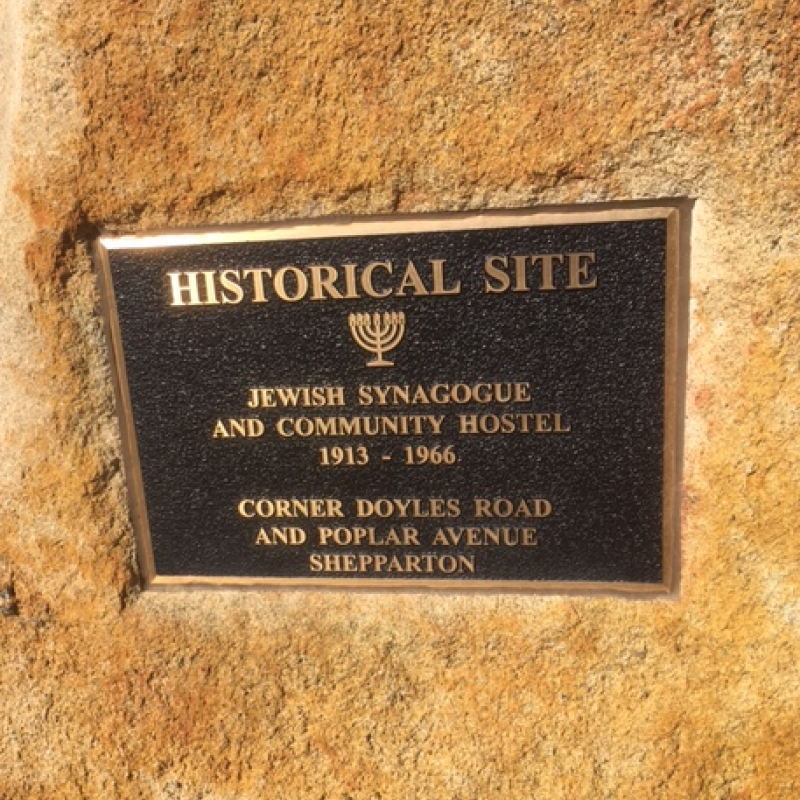 HISTORICAL SITE
JEWISH SYNAGOGUE
AND COMMUNITY HOSTEL
1913 - 1966
CORNER DOYLES ROAD
AND POPLAR AVENUE
SHEPPARTON